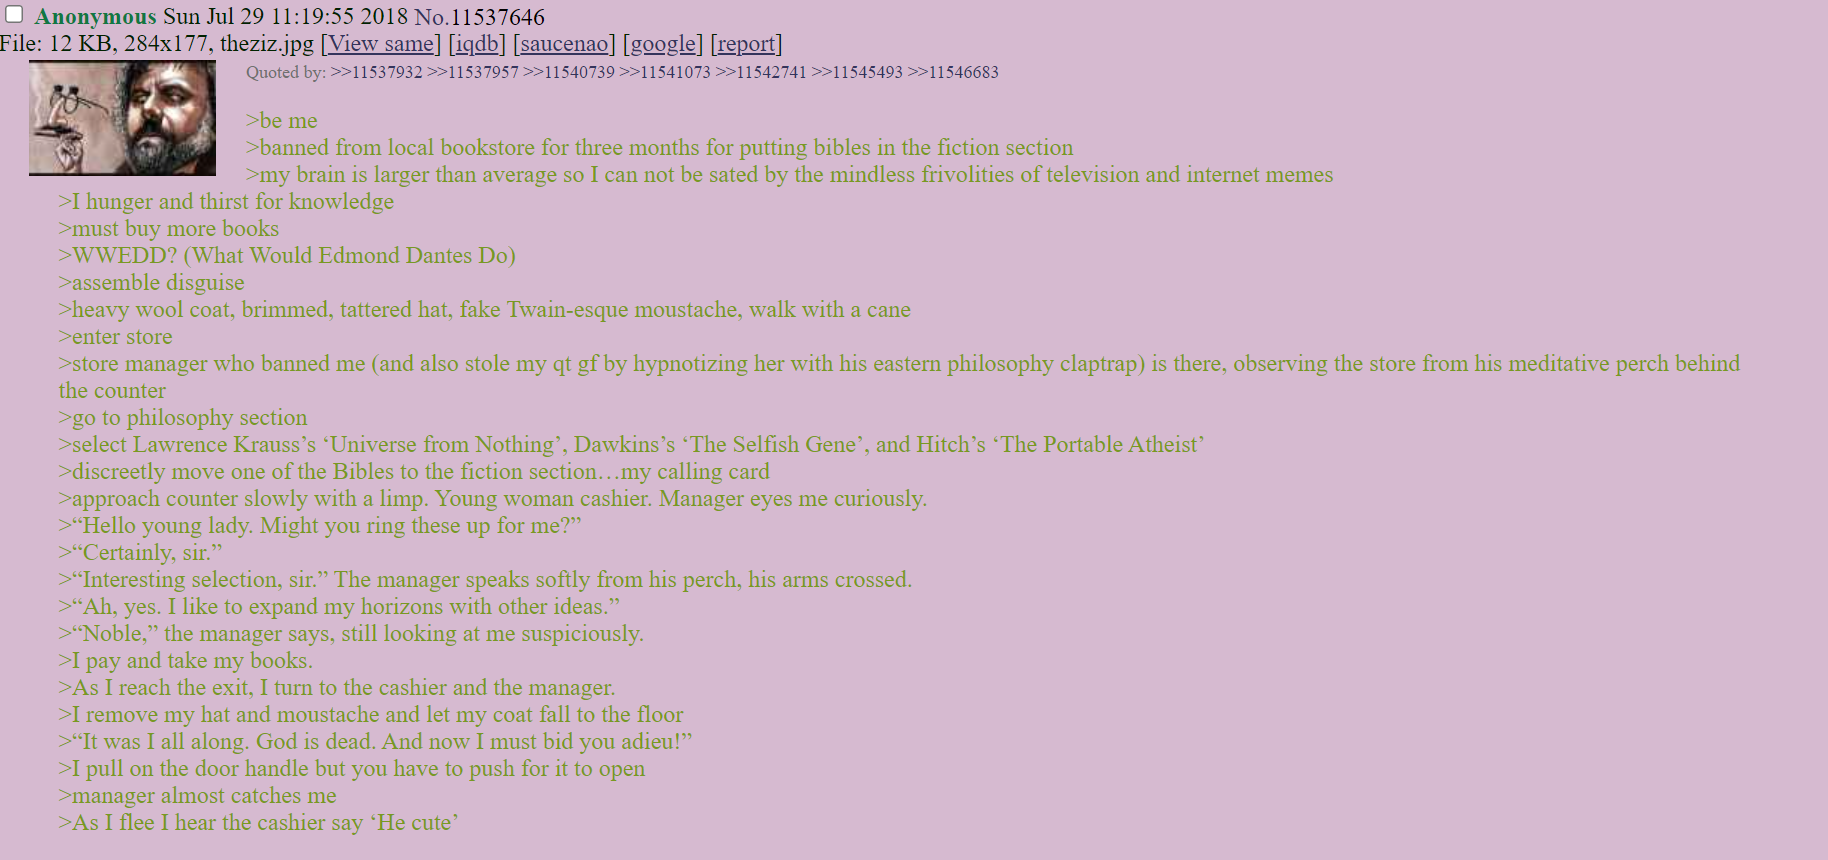 Anonymous Sun Jul 29 11:19:55 2018 No.11537646
File: 12 KB, 284x177, theziz.jpg [View same] [iqdb] [saucenao] [google] [report]
Quoted by: >>11537932 >>11537957 >>11540739 >>11541073 >>11542741 >>11545493 >>11546683
>be me
>banned from local bookstore for three months for putting bibles in the fiction section
>my brain is larger than average so I can not be sated by the mindless frivolities of television and internet memes
>I hunger and thirst for knowledge
>must buy more books
>WWEDD? (What Would Edmond Dantes Do)
>assemble disguise
>heavy wool coat, brimmed, tattered hat, fake Twain-esque moustache, walk with a cane
>enter store
>store manager who banned me (and also stole my qt gf by hypnotizing her with his eastern philosophy claptrap) is there, observing the store from his meditative perch behind
the counter
>go to philosophy section
>select Lawrence Krauss’s ‘Universe from Nothing’, Dawkins’s ‘The Selfish Gene’, and Hitch’s ‘The Portable Atheist’
>discreetly move one of the Bibles to the fiction section…my calling card
>approach counter slowly with a limp. Young woman cashier. Manager eyes me curiously.
>“Hello young lady. Might you ring these up for me?”
>“Certainly, sir.”
>“Interesting selection, sir.” The manager speaks softly from his perch, his arms crossed.
>“Ah, yes. I like to expand my horizons with other ideas.”
>“Noble,” the manager says, still looking at me suspiciously.
>I pay and take my books.
>As I reach the exit, I turn to the cashier and the manager.
>I remove my hat and moustache and let my coat fall to the floor
>“It was I all along. God is dead. And now I must bid you adieu!”
>I pull on the door handle but you have to push for it to open
>manager almost catches me
>As I flee I hear the cashier say ‘He cute’